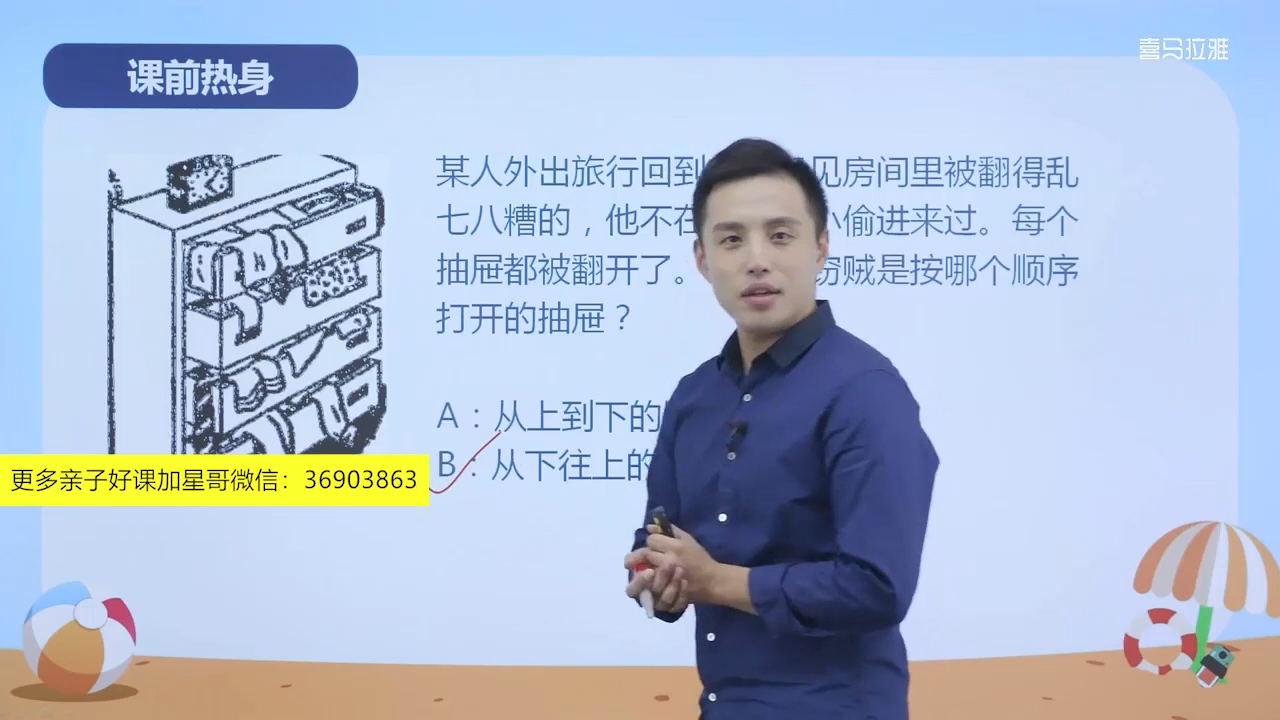 喜马拉雅
课前热身
某人外出旅行回到 见房间里被翻得乱
七八糟的，他不在 小偷进来过。每个
抽屉都被翻开了。 窃贼是按哪个顺序
打开的抽屉？
A：从上到下的
B：从下往上的
更多亲子好课加星哥微信：36903863